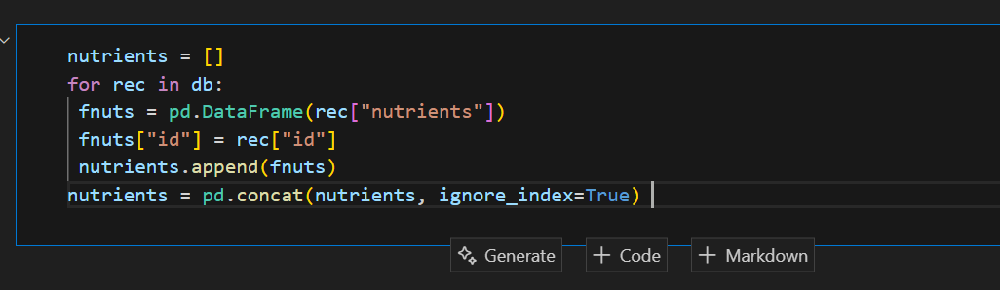 nutrients = []
for rec in db:
 fnuts = pd.DataFrame(rec["nutrients"])
 fnuts["id"] = rec["id"]
 nutrients.append(fnuts)
nutrients = pd.concat(nutrients, ignore_index=True)
Generate + Code + Markdown